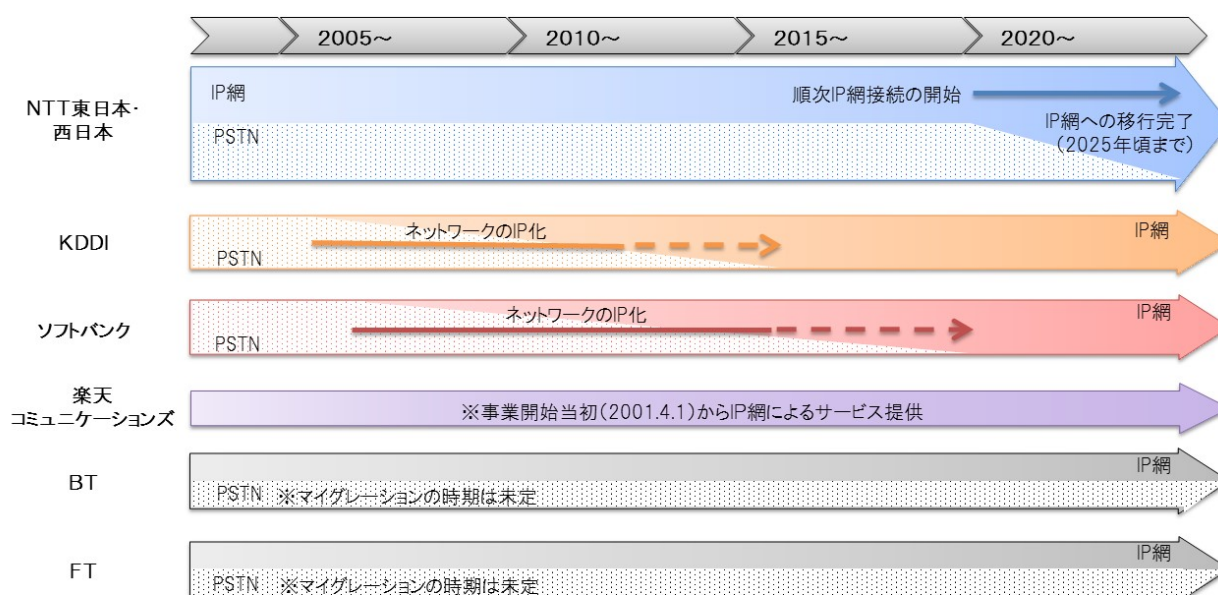 2005～
2010～
2015～
2020～
NTT東日本・
西日本
IP網
PSTN
順次IP網接続の開始
IP網への移行完了
（2025年頃まで）
KDDI
PSTN
ネットワークのIP化
IP網
ソフトバンク
PSTN
ネットワークのIP化
IP網
楽天
コミュニケーションズ
※事業開始当初（2001.4.1）からIP網によるサービス提供
BT
IP網
PSTN ※マイグレーションの時期は未定
FT
IP網
PSTN ※マイグレーションの時期は未定